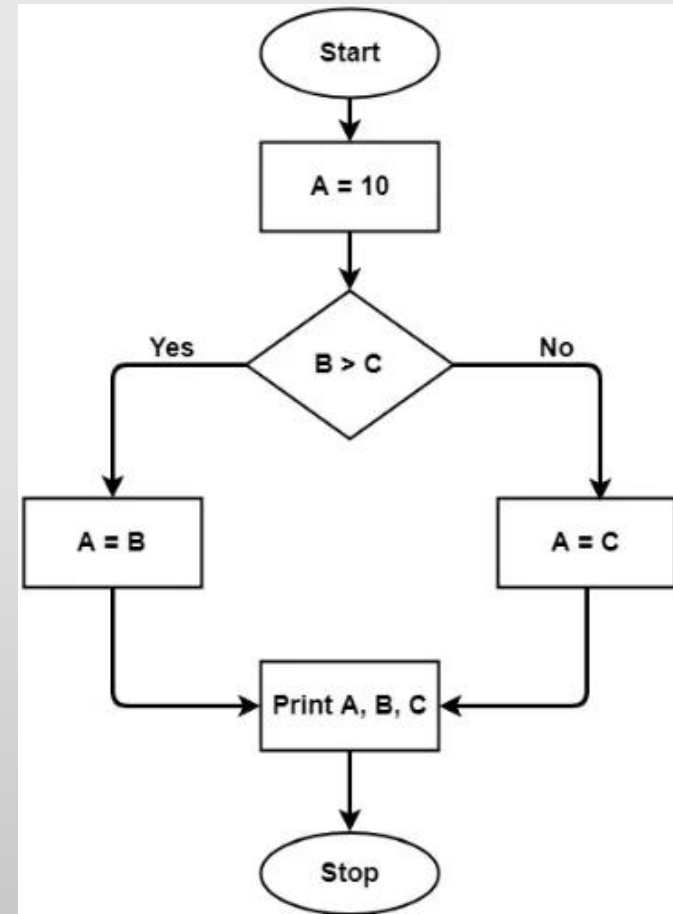 Start
A = 10
B > C
Yes
No
A = B
A = C
Print A, B, C
Stop